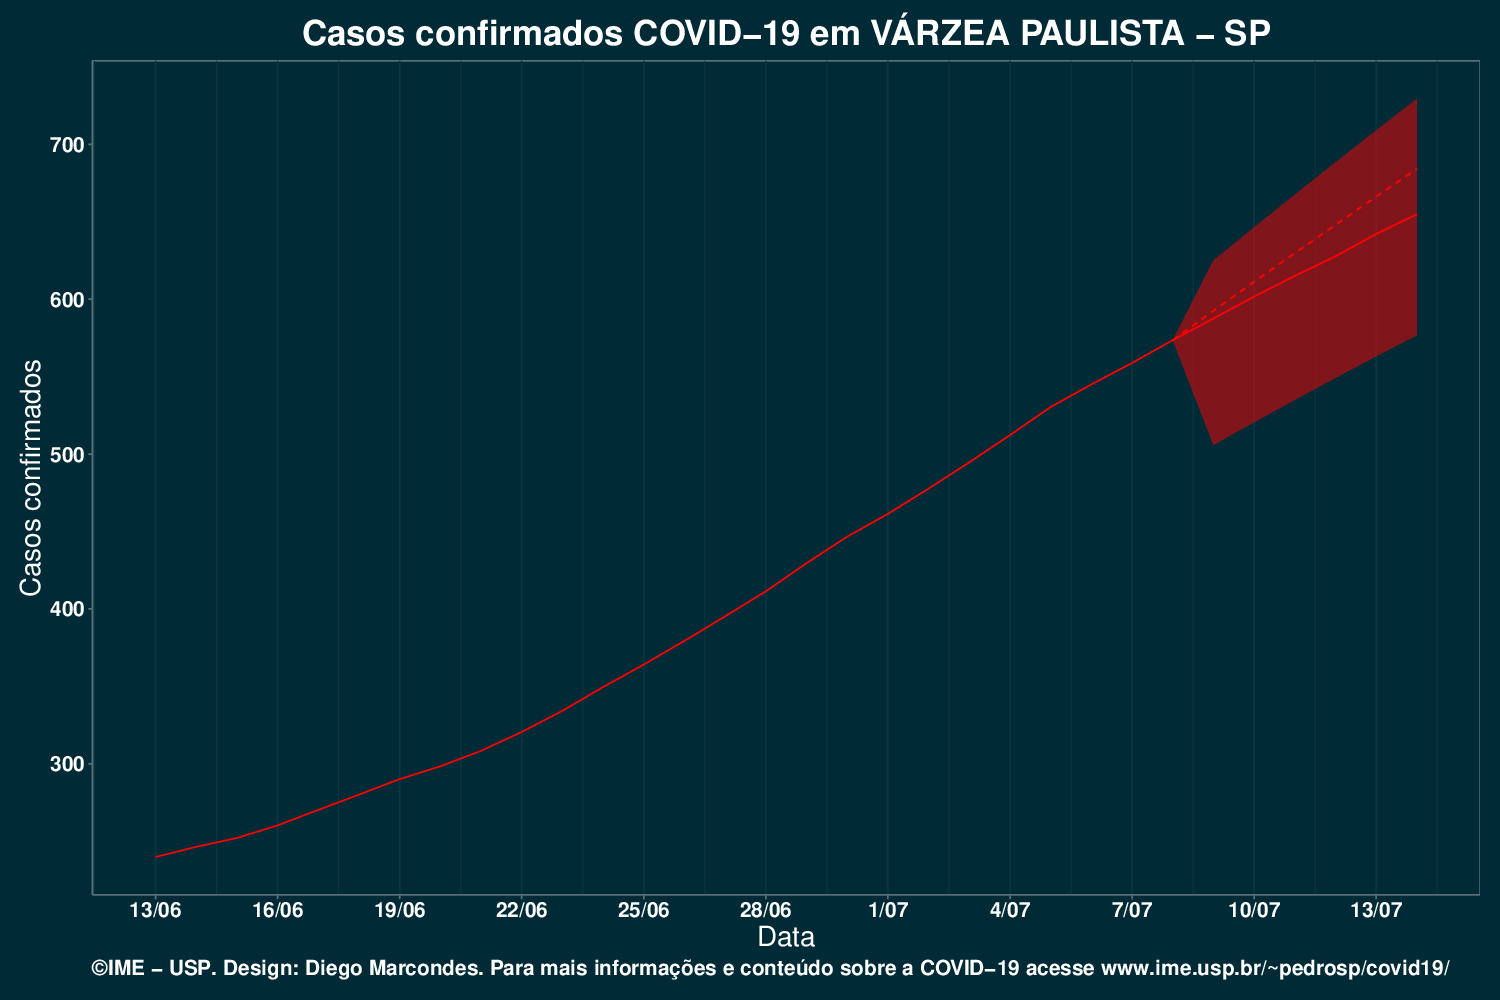 Casos confirmados COVID−19 em VÁRZEA PAULISTA − SP
Casos confirmados
700
600
500
400
300
13/06 16/06 19/06 22/06 25/06 28/06 1/07 4/07 7/07 10/07 13/07
Data
©IME − USP. Design: Diego Marcondes. Para mais informações e conteúdo sobre a COVID−19 acesse www.ime.usp.br/~pedrosp/covid19/